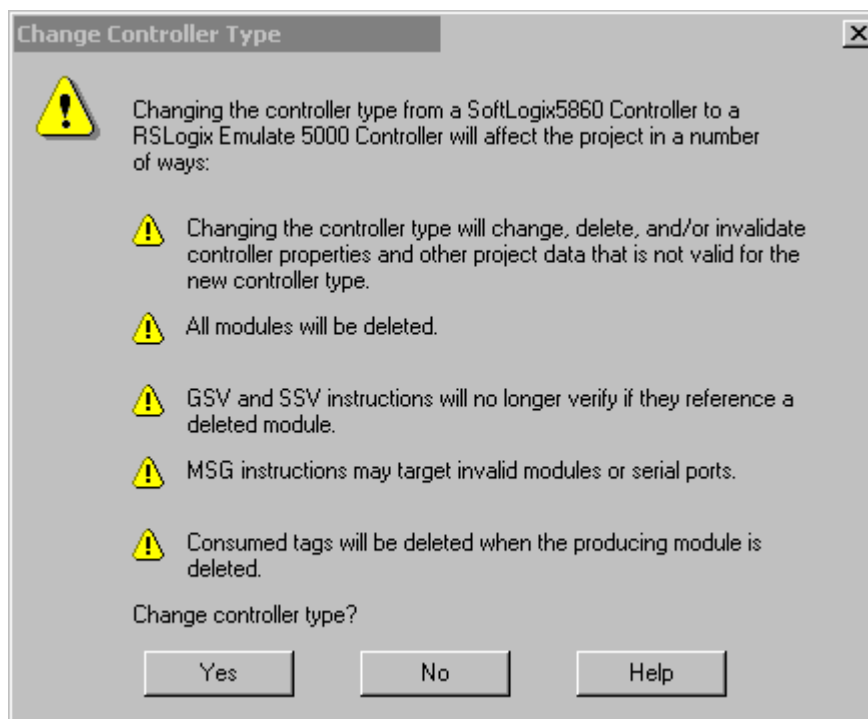 Change Controller Type
Changing the controller type from a SoftLogix5860 Controller to a
RSLogix Emulate 5000 Controller will affect the project in a number
of ways:
Changing the controller type will change, delete, and/or invalidate
controller properties and other project data that is not valid for the
new controller type.
All modules will be deleted.
GSV and SSV instructions will no longer verify if they reference a
deleted module.
MSG instructions may target invalid modules or serial ports.
Consumed tags will be deleted when the producing module is
deleted.
Change controller type?
Yes
No
Help